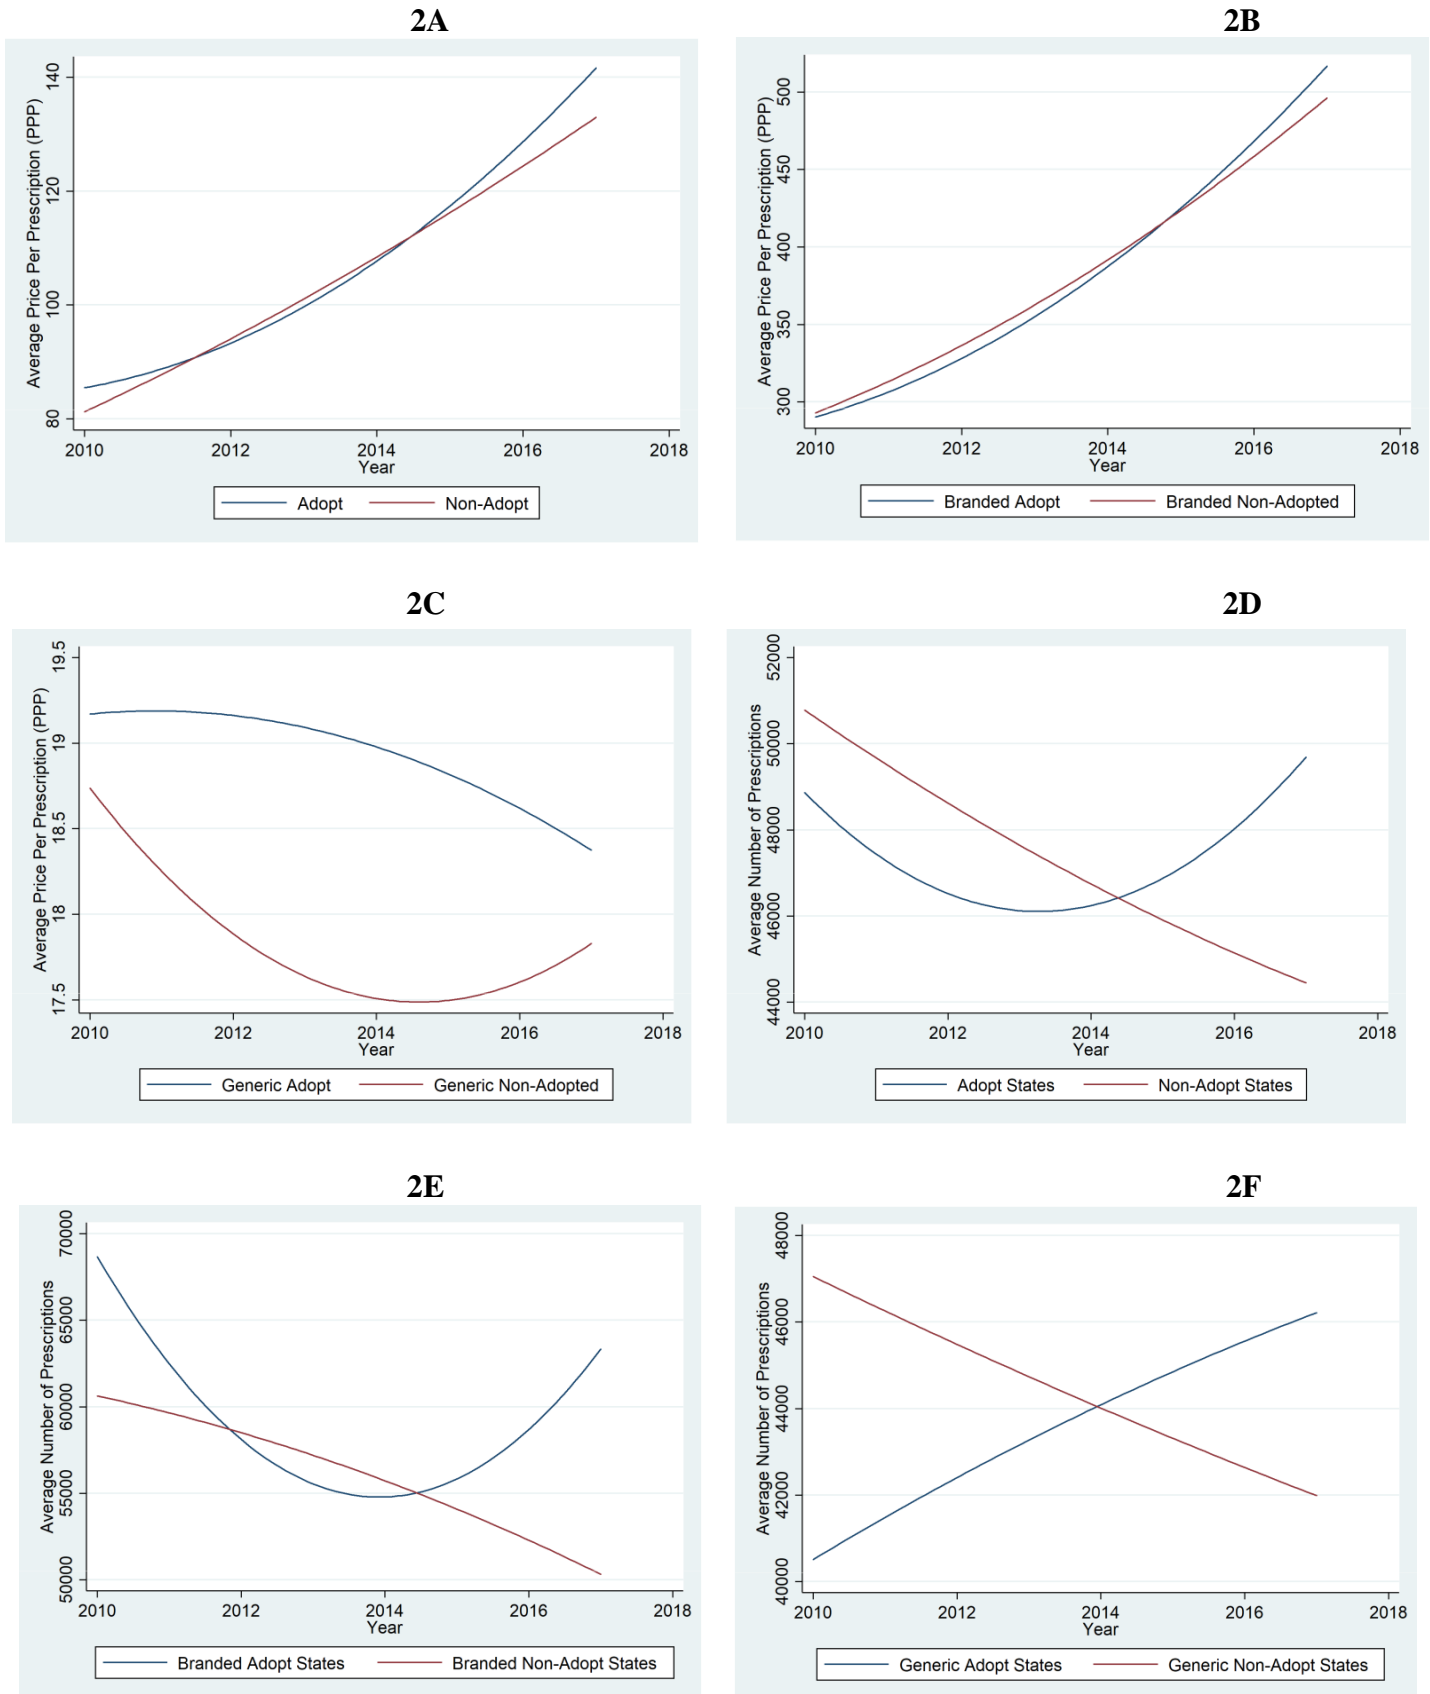 2A
2B
Average Price Per Prescription (PPP)
140
120
100
80
2010 2012 2014 2016 2018
Year
Adopt Non-Adopt
Average Price Per Prescription (PPP)
500
450
400
350
300
2010 2012 2014 2016 2018
Year
Branded Adopt Branded Non-Adopted
2C
2D
Average Price Per Prescription (PPP)
19.5
19
18.5
18
17.5
2010 2012 2014 2016 2018
Year
Generic Adopt Generic Non-Adopted
Average Number of Prescriptions
52000
50000
48000
46000
44000
2010 2012 2014 2016 2018
Year
Adopt States Non-Adopt States
2E
2F
Average Number of Prescriptions
70000
65000
60000
55000
50000
2010 2012 2014 2016 2018
Year
Branded Adopt States Branded Non-Adopt States
Average Number of Prescriptions
48000
46000
44000
42000
40000
2010 2012 2014 2016 2018
Year
Generic Adopt States Generic Non-Adopt States